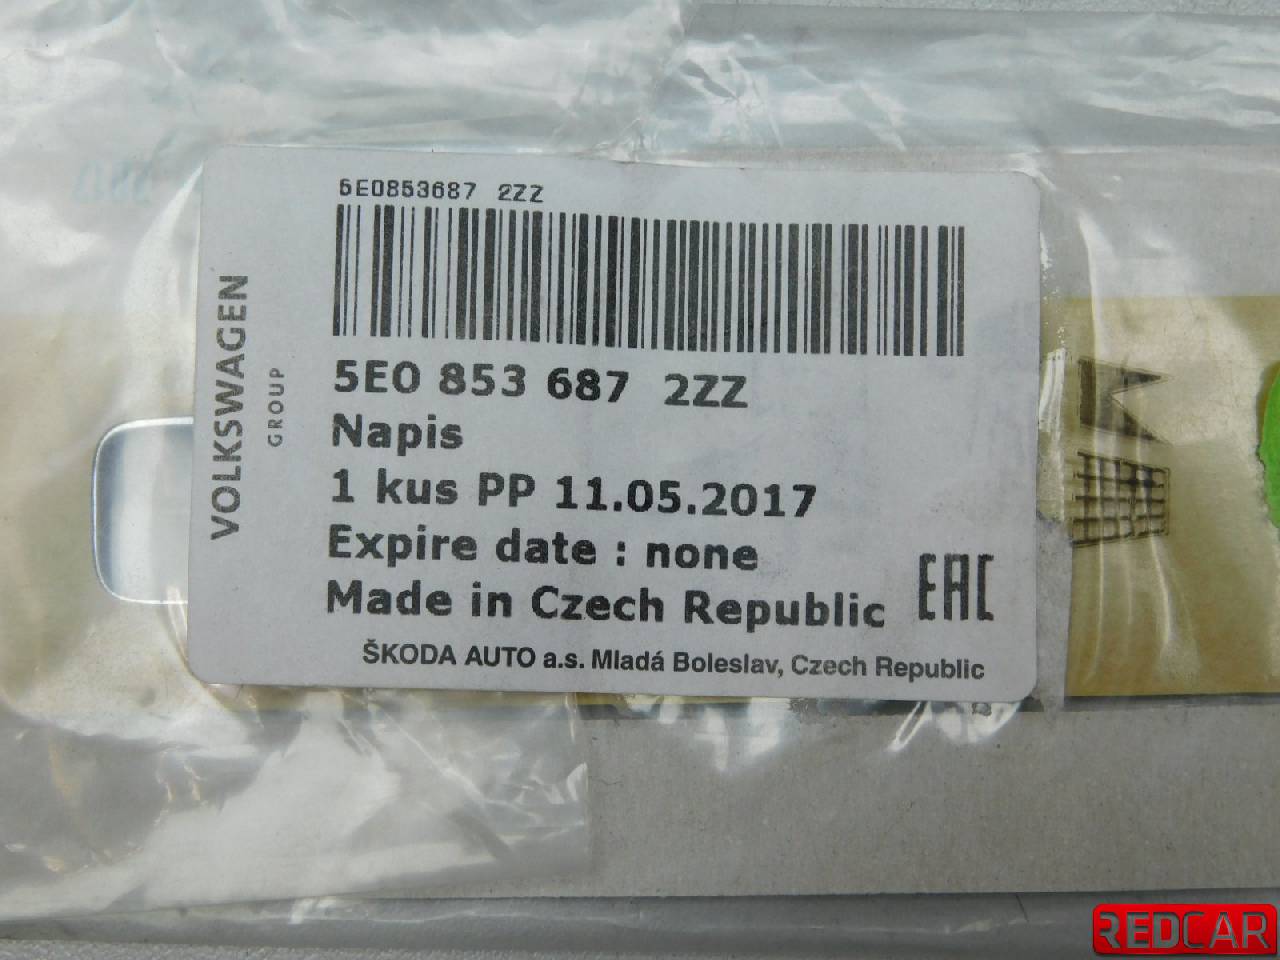 5E0853687 2ZZ
VOLKSWAGEN
GROUP
5E0 853 687 2ZZ
Napis
1 kus PP 11.05.2017
Expire date : none
Made in Czech Republic
EAC
ŠKODA AUTO a.s. Mladá Boleslav, Czech Republic
REDCAR